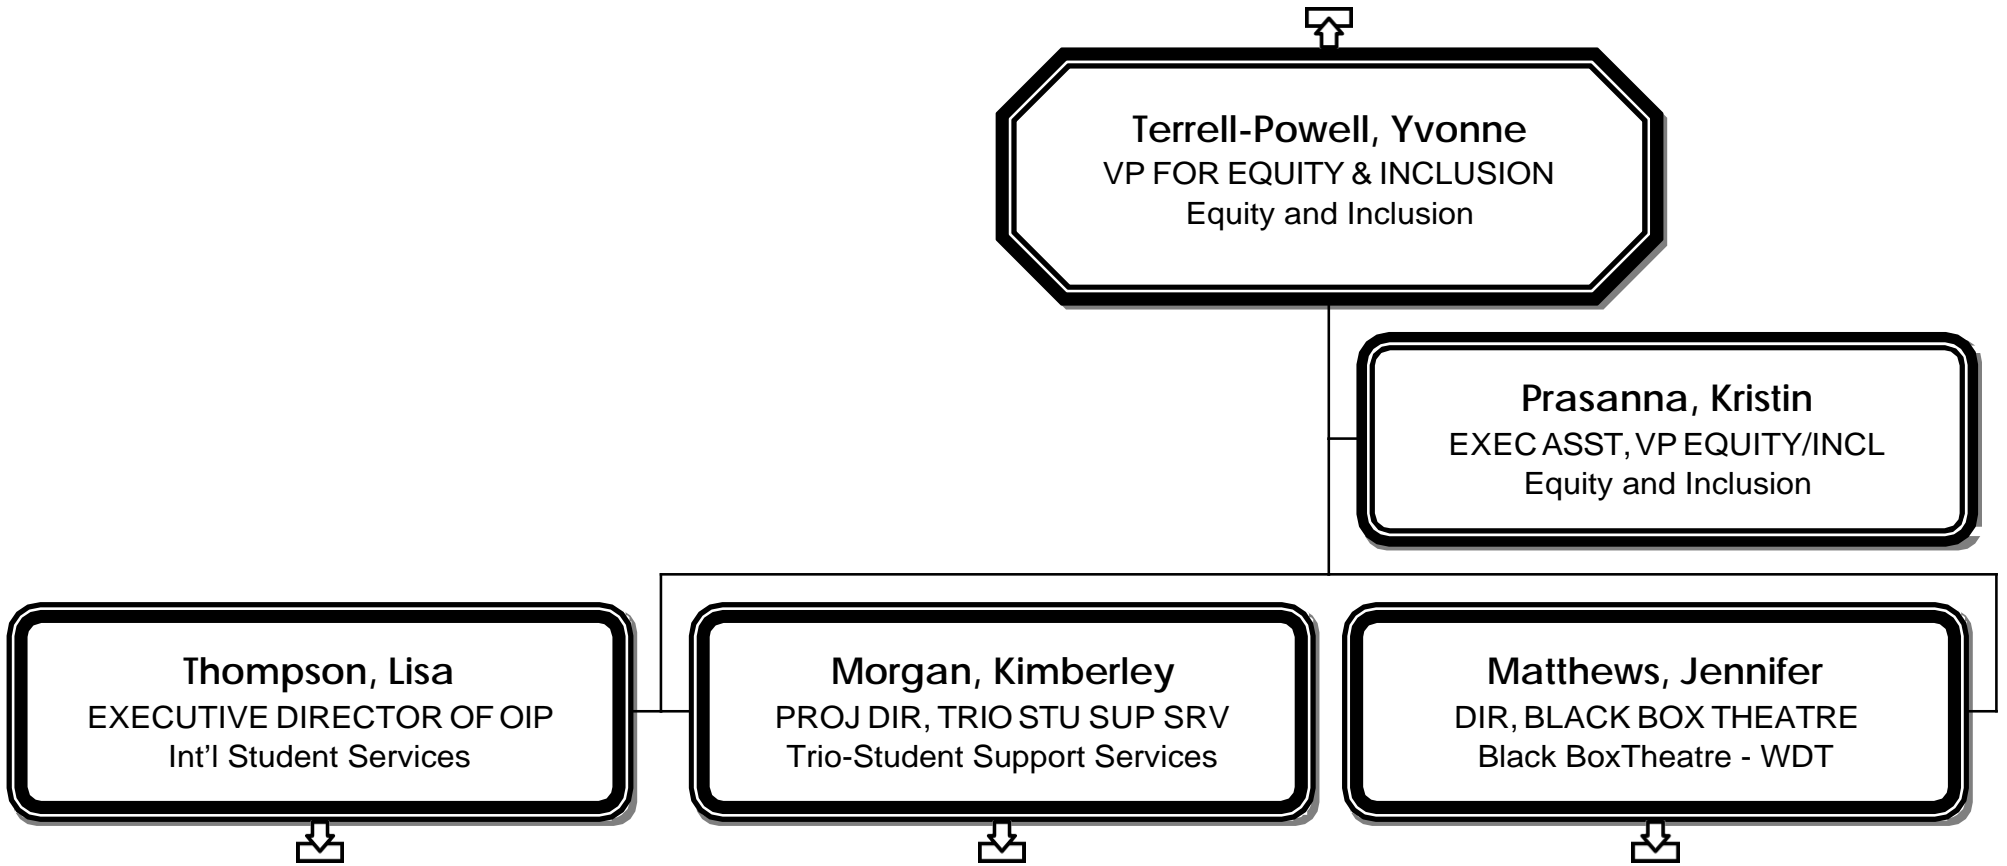 Terrell-Powell, Yvonne
VP FOR EQUITY & INCLUSION
Equity and Inclusion
Prasanna, Kristin
EXEC ASST, VP EQUITY/INCL
Equity and Inclusion
Thompson, Lisa
EXECUTIVE DIRECTOR OF OIP
Int'l Student Services
Morgan, Kimberley
PROJ DIR, TRIO STU SUP SRV
Trio-Student Support Services
Matthews, Jennifer
DIR, BLACK BOX THEATRE
Black BoxTheatre - WDT